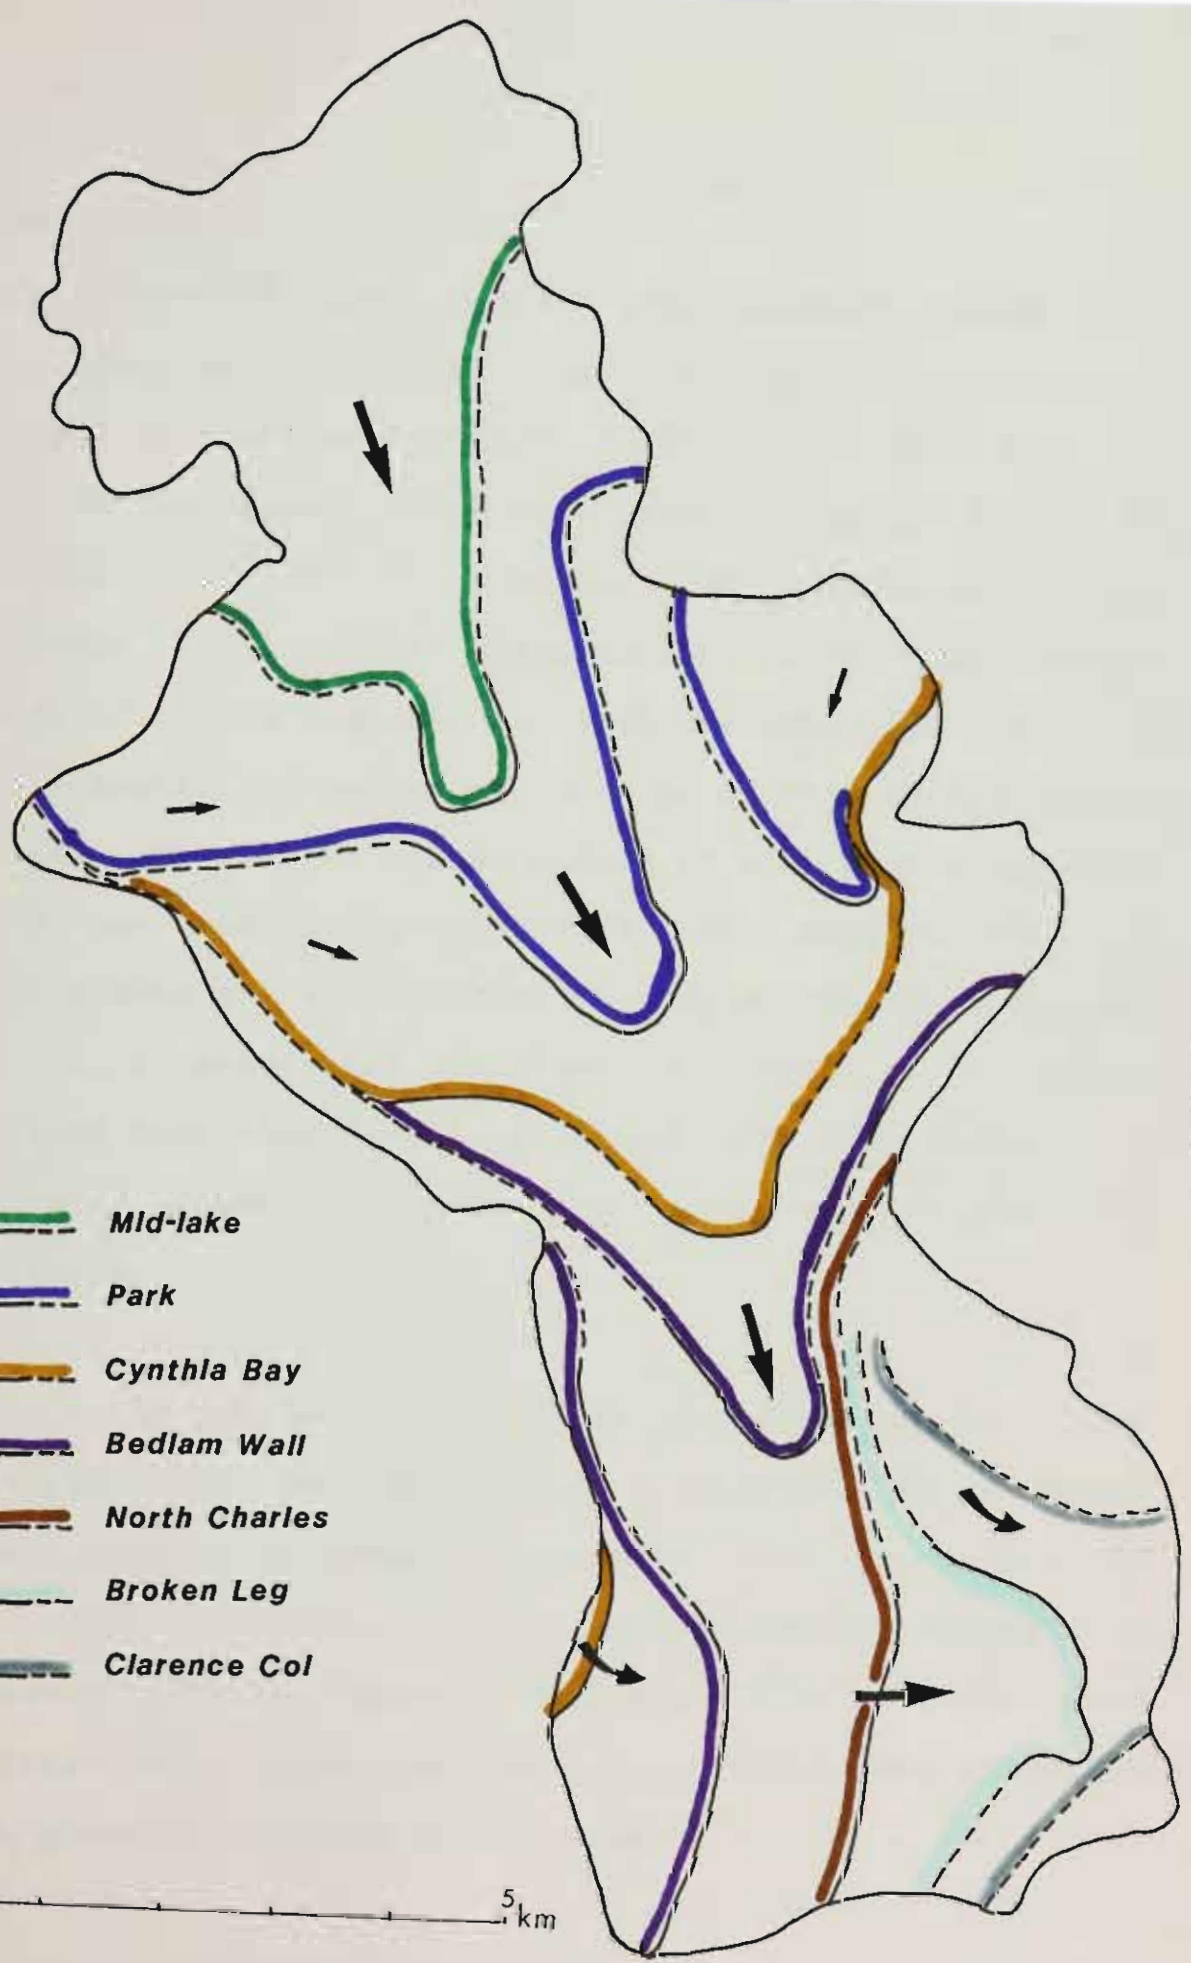 Mid-lake
Park
Cynthia Bay
Bedlam Wall
North Charles
Broken Leg
Clarence Col
5
km